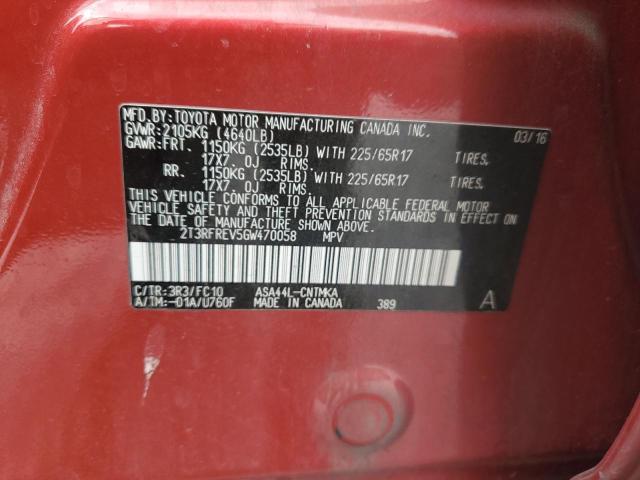 MFD.BY:TOYOTA MOTOR MANUFACTURING CANADA INC. 03/16
GVWR:2105KG (4640LB)
GAWR:FRT. 1150KG (2535LB) WITH 225/65R17 TIRES.
17X7. 0J RIMS
RR. 1150KG (2535LB) WITH 225/65R17 TIRES.
17X7. 0J RIMS
THIS VEHICLE CONFORMS TO ALL APPLICABLE FEDERAL MOTOR
VEHICLE SAFETY AND THEFT PREVENTION STANDARDS IN EFFECT ON
THE DATE OF MANUFACTURE SHOWN ABOVE.
2T3RFREV5GW470058 MPV
C/TR:3R3/FC10 ASA44L-CNTMKA
A/TM:-01A/U760F MADE IN CANADA 389 A